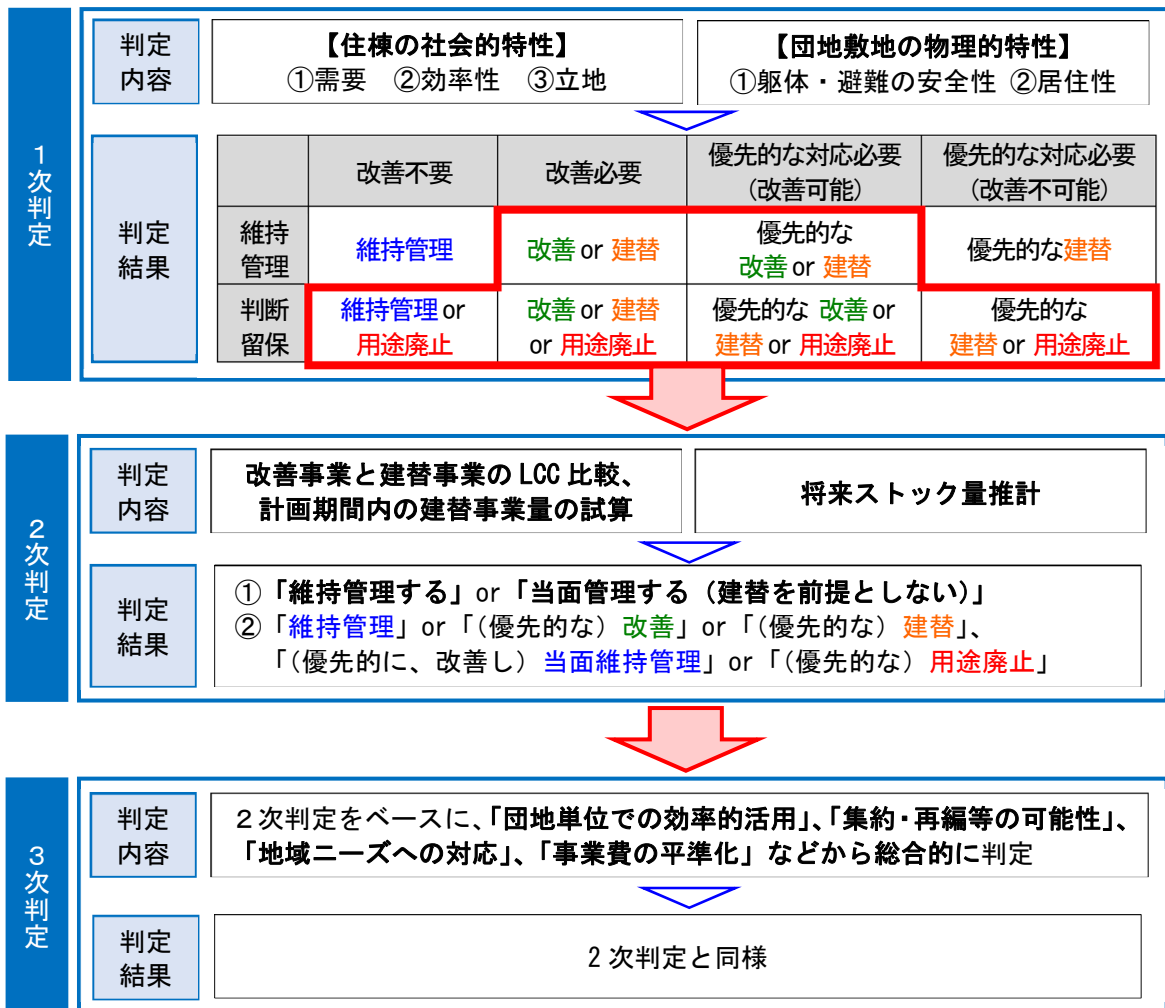 1次判定
判定
内容
【住棟の社会的特性】
①需要 ②効率性 ③立地
【団地敷地の物理的特性】
①躯体・避難の安全性 ②居住性
判定
結果
改善不要
改善必要
優先的な対応必要
(改善可能)
優先的な対応必要
(改善不可能)
維持
管理
維持管理
改善 or 建替
優先的な
改善 or 建替
優先的な建替
判断
留保
維持管理 or
用途廃止
改善 or 建替
or 用途廃止
優先的な 改善 or
建替 or 用途廃止
優先的な
建替 or 用途廃止
2次判定
判定
内容
改善事業と建替事業の LCC 比較、
計画期間内の建替事業量の試算
将来ストック量推計
判定
結果
①「維持管理する」or「当面管理する（建替を前提としない）」
②「維持管理」or「(優先的な) 改善」or「(優先的な) 建替」、
「(優先的に、改善し) 当面維持管理」or「(優先的な) 用途廃止」
3次判定
判定
内容
2次判定をベースに、「団地単位での効率的活用」、「集約・再編等の可能性」、
「地域ニーズへの対応」、「事業費の平準化」などから総合的に判定
判定
結果
2次判定と同様